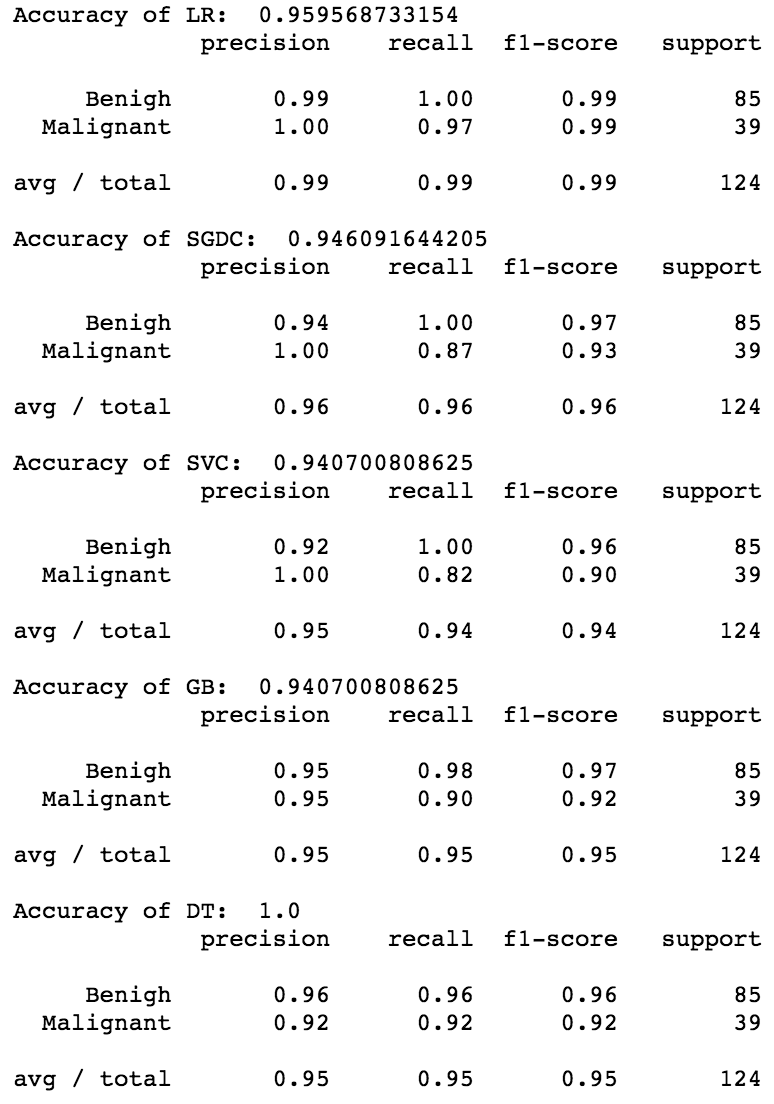 Accuracy of LR:  0.959568733154
             precision    recall  f1-score   support

     Benigh       0.99      1.00      0.99        85
  Malignant       1.00      0.97      0.99        39

avg / total       0.99      0.99      0.99       124

Accuracy of SGDC:  0.946091644205
             precision    recall  f1-score   support

     Benigh       0.94      1.00      0.97        85
  Malignant       1.00      0.87      0.93        39

avg / total       0.96      0.96      0.96       124

Accuracy of SVC:  0.940700808625
             precision    recall  f1-score   support

     Benigh       0.92      1.00      0.96        85
  Malignant       1.00      0.82      0.90        39

avg / total       0.95      0.94      0.94       124

Accuracy of GB:  0.940700808625
             precision    recall  f1-score   support

     Benigh       0.95      0.98      0.97        85
  Malignant       0.95      0.90      0.92        39

avg / total       0.95      0.95      0.95       124

Accuracy of DT:  1.0
             precision    recall  f1-score   support

     Benigh       0.96      0.96      0.96        85
  Malignant       0.92      0.92      0.92        39

avg / total       0.95      0.95      0.95       124